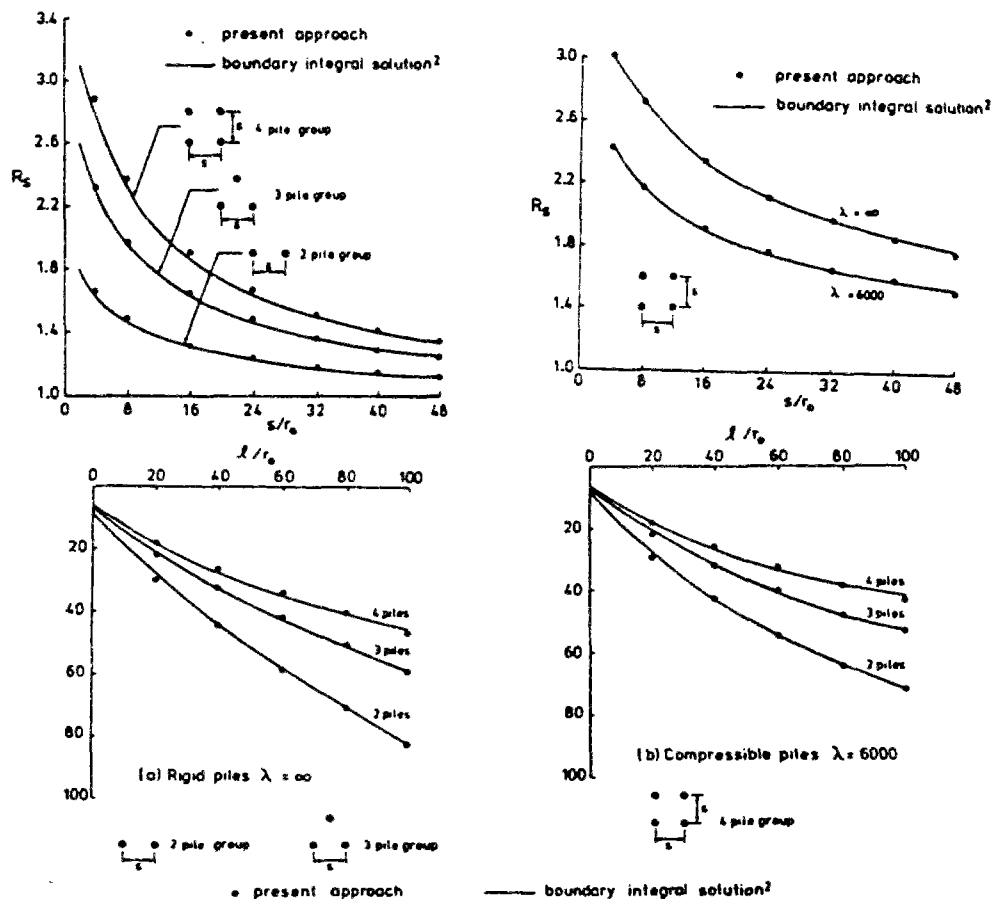 3.4
3.0
2.6
2.2
1.8
1.4
1.0
R_s
• present approach
— boundary integral solution²
s
4 pile group
s
3 pile group
s
2 pile group
s
0 8 16 24 32 40 48
s/r₀
3.0
2.6
2.2
1.8
1.4
1.0
R_s
• present approach
— boundary integral solution²
λ = ∞
λ = 6000
s
s
0 8 16 24 32 40 48
s/r₀
ℓ/r₀
0 20 40 60 80 100
20
40
60
80
100
4 piles
3 piles
2 piles
(a) Rigid piles λ = ∞
ℓ/r₀
0 20 40 60 80 100
20
40
60
80
100
4 piles
3 piles
2 piles
(b) Compressible piles λ = 6000
s
4 pile group
s
2 pile group
s
3 pile group
s
• present approach — boundary integral solution²